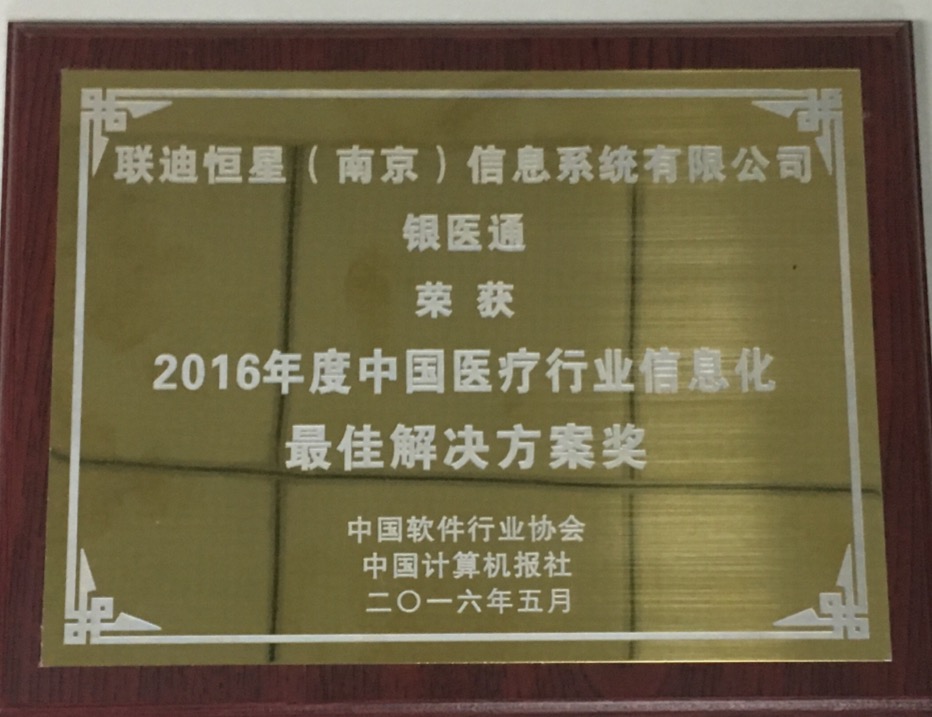 联迪恒星（南京）信息系统有限公司
银医通
荣 获
2016年度中国医疗行业信息化
最佳解决方案奖
中国软件行业协会
中国计算机报社
二〇一六年五月